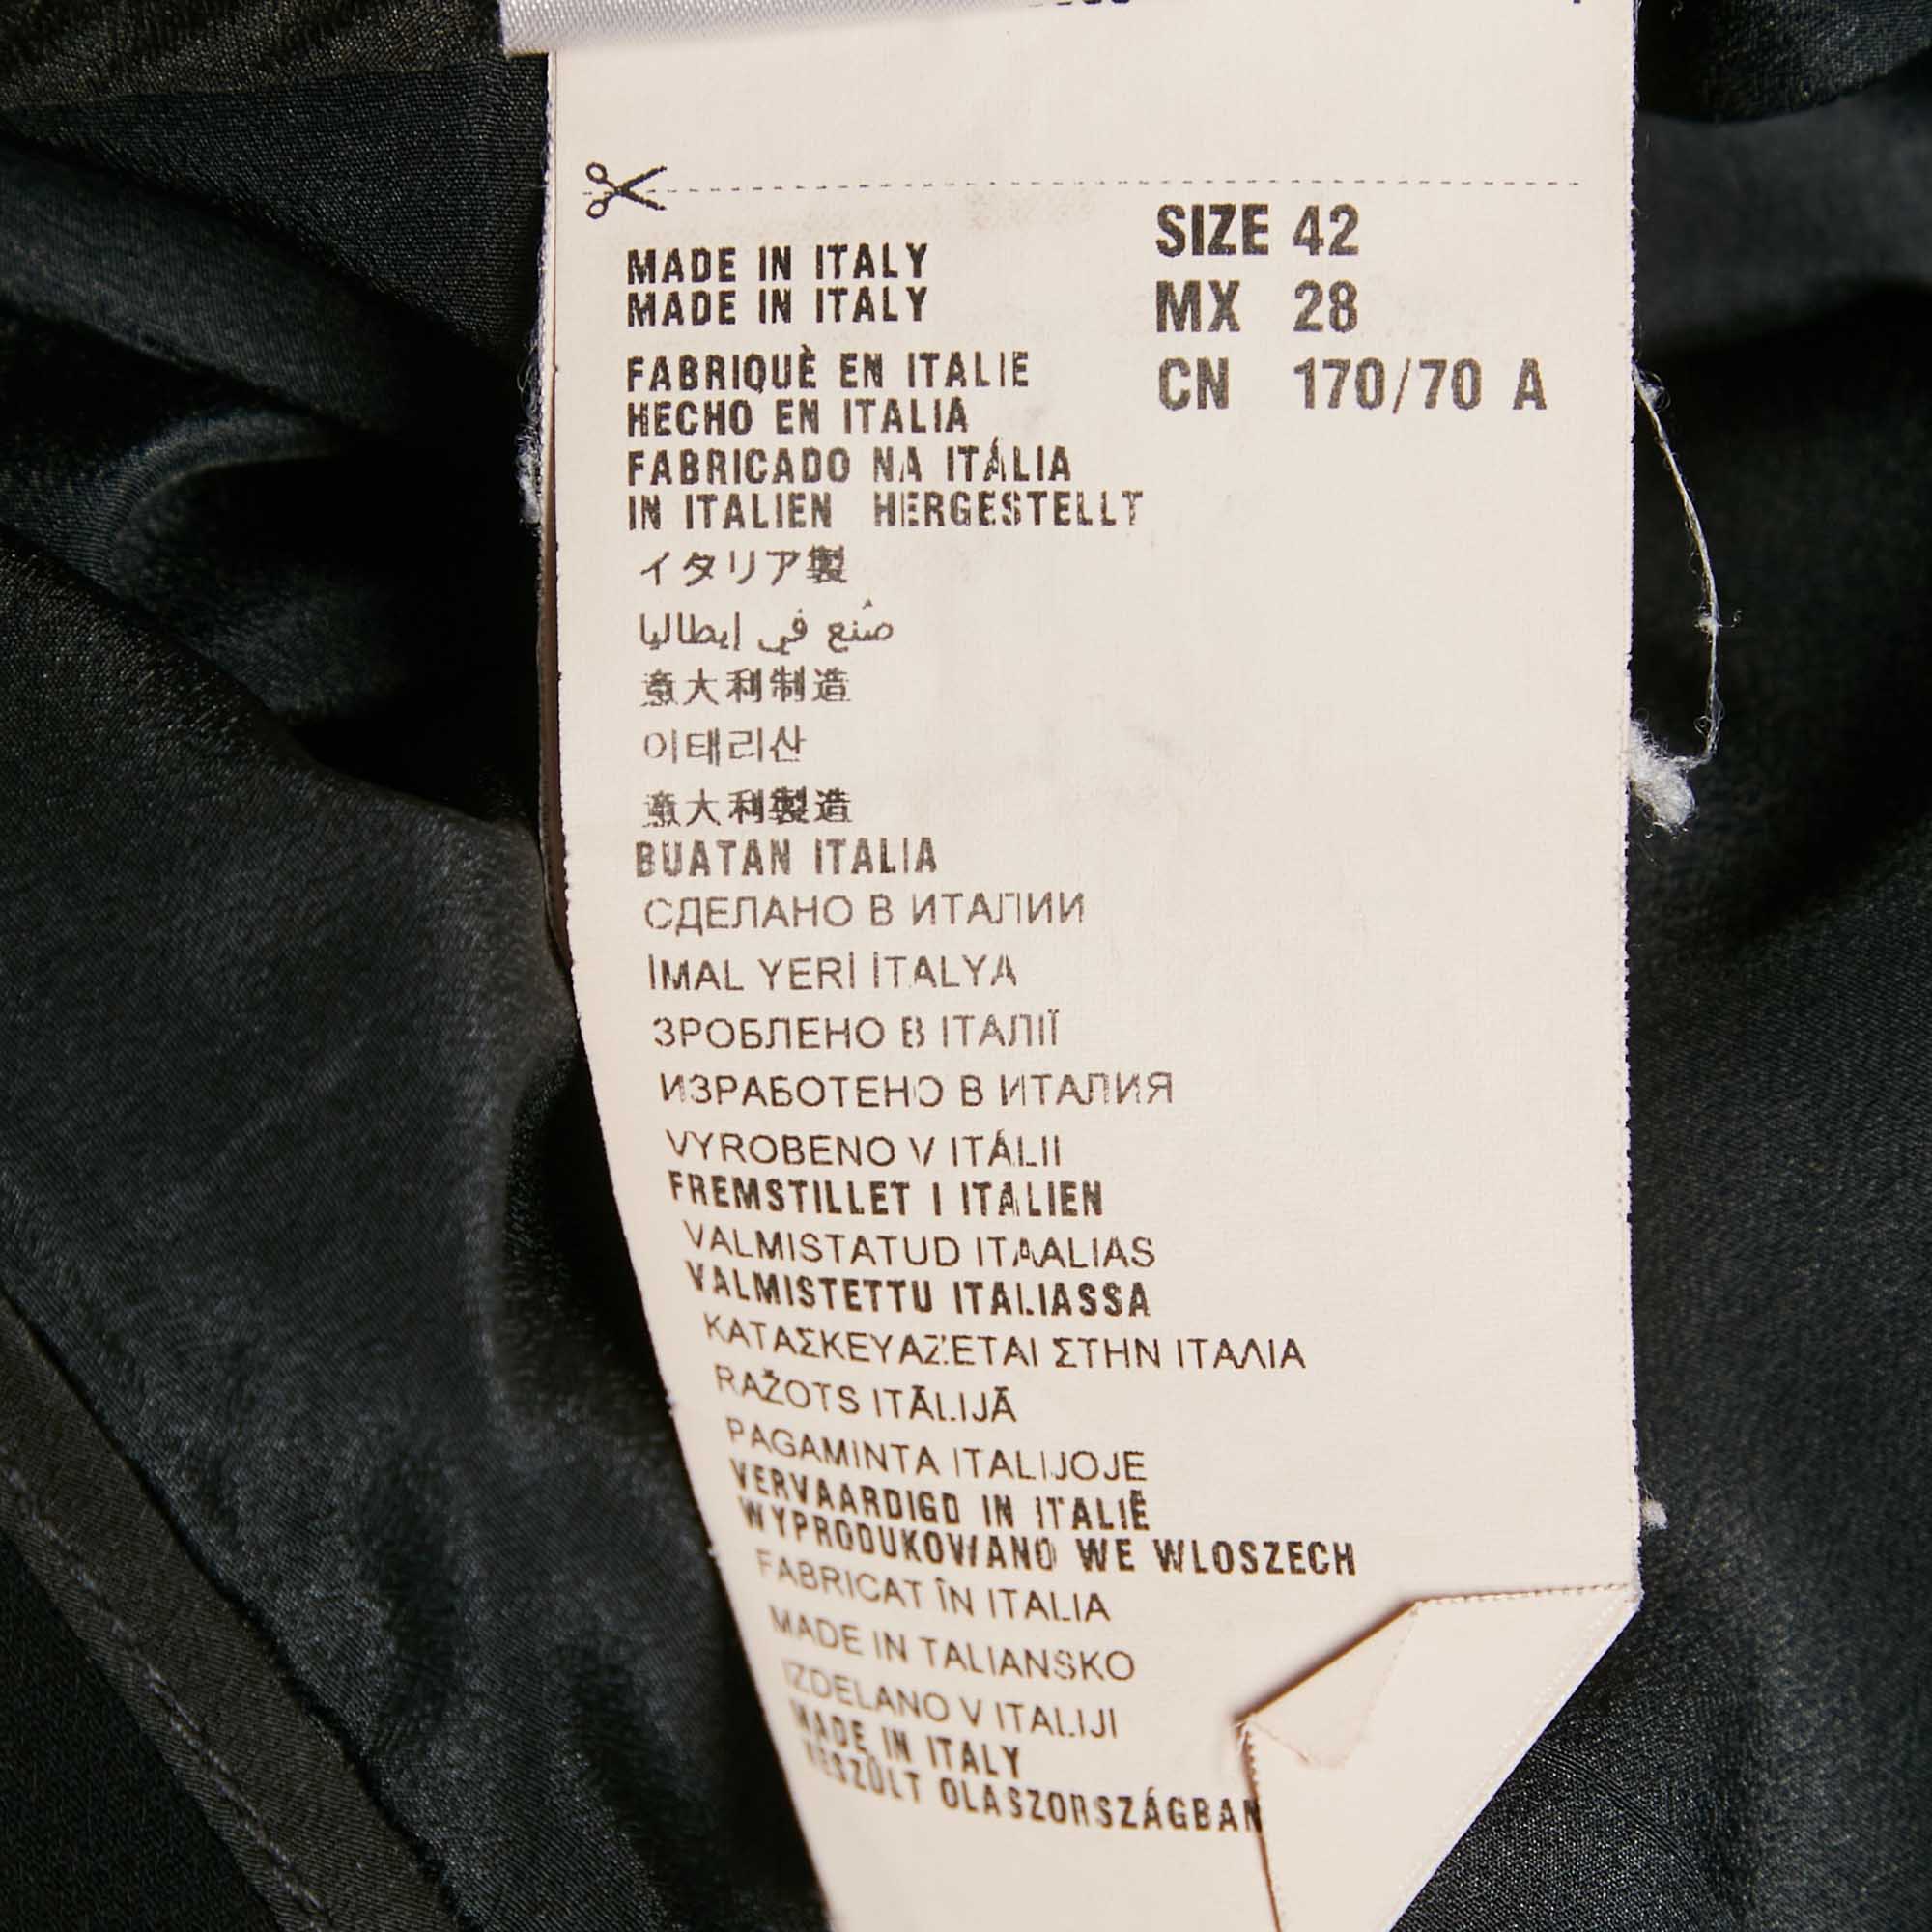 MADE IN ITALY
MADE IN ITALY
FABRIQUÈ EN ITALIE
HECHO EN ITALIA
FABRICADO NA ITÁLIA
IN ITALIEN HERGESTELLT
イタリア製
صُنع في إيطاليا
意大利制造
이태리산
意大利製造
BUATAN ITALIA
СДЕЛАНО В ИТАЛИИ
İMAL YERİ İTALYA
ЗРОБЛЕНО В ІТАЛІЇ
ИЗРАБОТЕНО В ИТАЛИЯ
VYROBENO V ITÁLII
FREMSTILLET I ITALIEN
VALMISTATUD ITAALIAS
VALMISTETTU ITALIASSA
ΚΑΤΑΣΚΕΥΑΖΕΤΑΙ ΣΤΗΝ ΙΤΑΛΙΑ
RAŽOTS ITĀLIJĀ
PAGAMINTA ITALIJOJE
VERVAARDIGD IN ITALIË
WYPRODUKOWANO WE WLOSZECH
FABRICAT ÎN ITALIA
MADE IN TALIANSKO
IZDELANO V ITALIJI
MADE IN ITALY
KESZÜLT OLASZORSZÁGBAN
SIZE 42
MX 28
CN 170/70 A